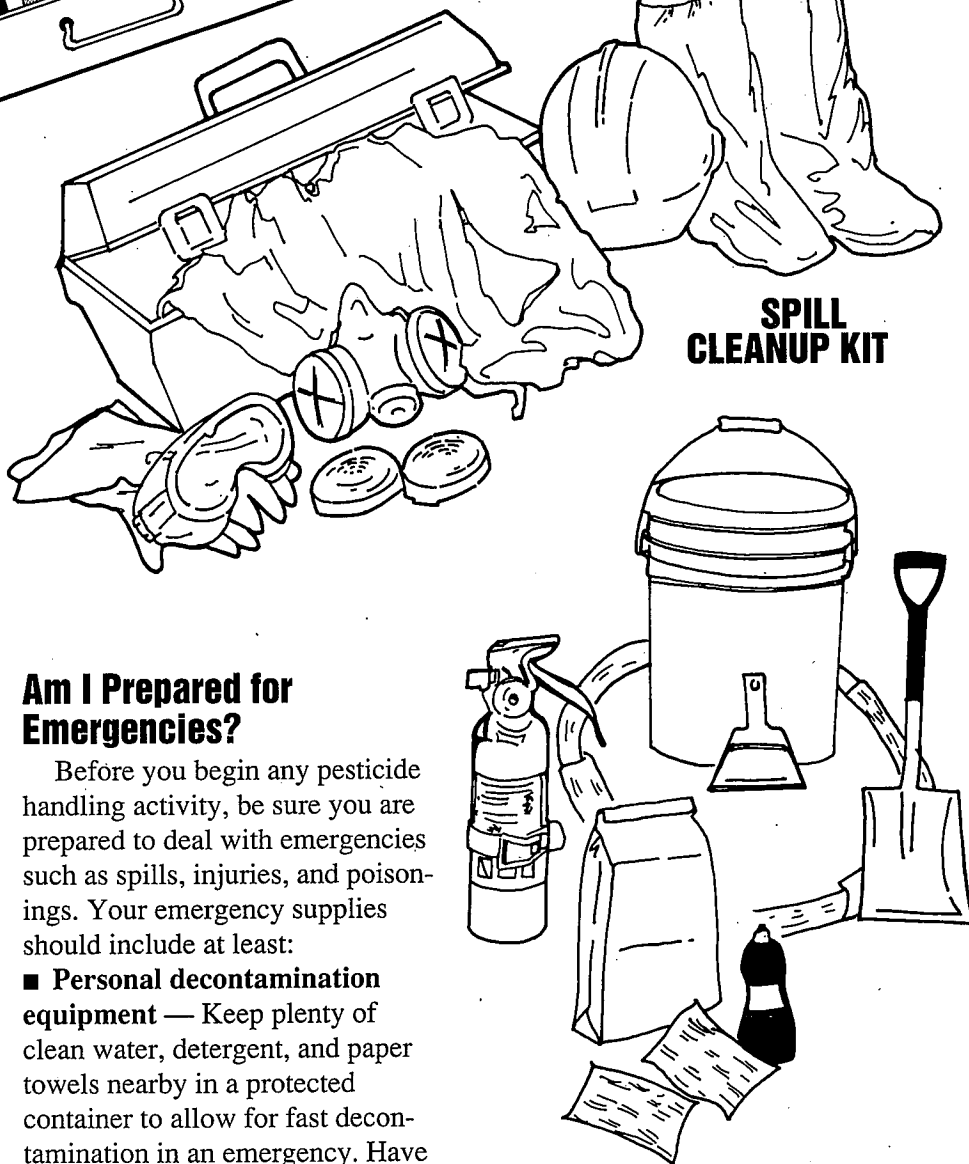 SPILL
CLEANUP KIT
Am I Prepared for
Emergencies?
Before you begin any pesticide
handling activity, be sure you are
prepared to deal with emergencies
such as spills, injuries, and poison-
ings. Your emergency supplies
should include at least:
■ Personal decontamination
equipment — Keep plenty of
clean water, detergent, and paper
towels nearby in a protected
container to allow for fast decon-
tamination in an emergency. Have